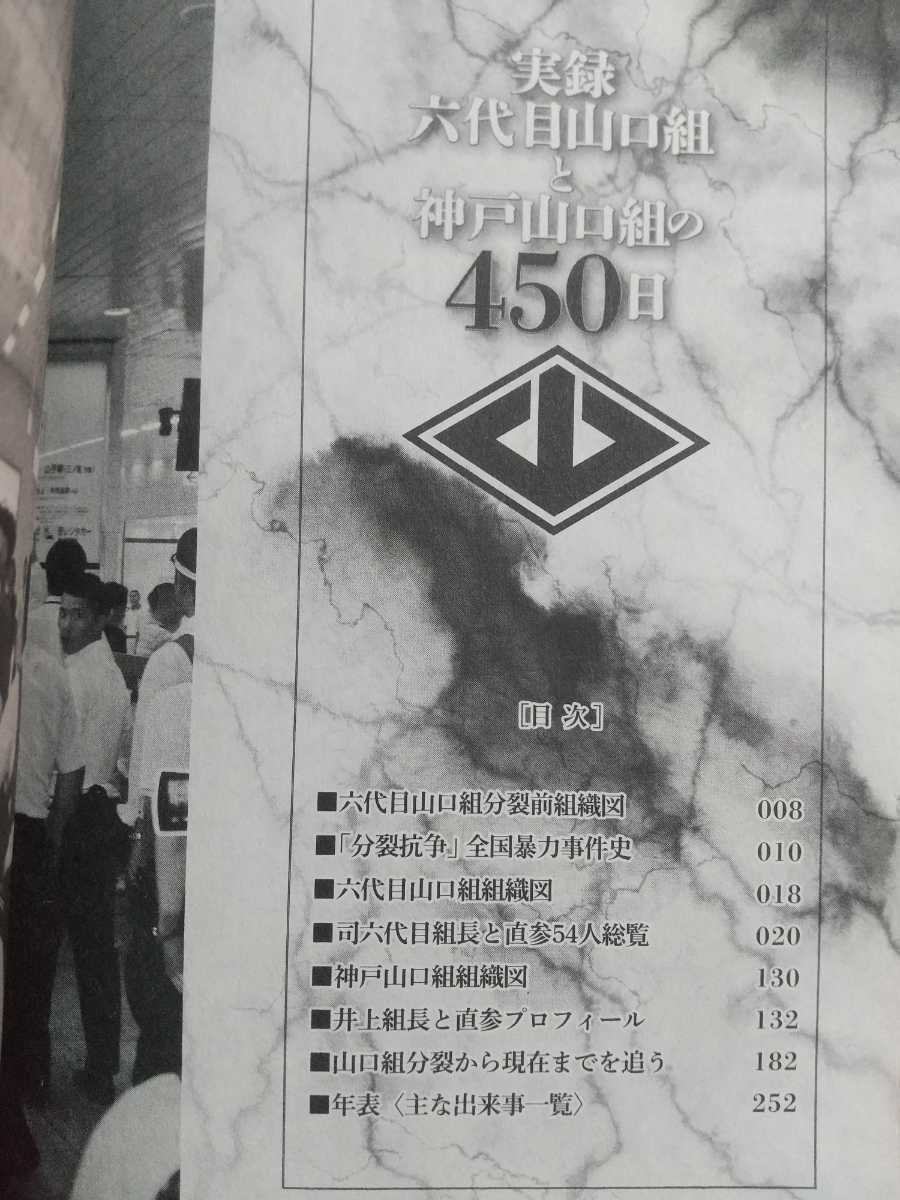 実録
六代目山口組
と
神戸山口組の
450日
[目 次]
■六代目山口組分裂前組織図 008
■「分裂抗争」全国暴力事件史 010
■六代目山口組組織図 018
■司六代目組長と直参54人総覧 020
■神戸山口組組織図 130
■井上組長と直参プロフィール 132
■山口組分裂から現在までを追う 182
■年表〈主な出来事一覧〉 252